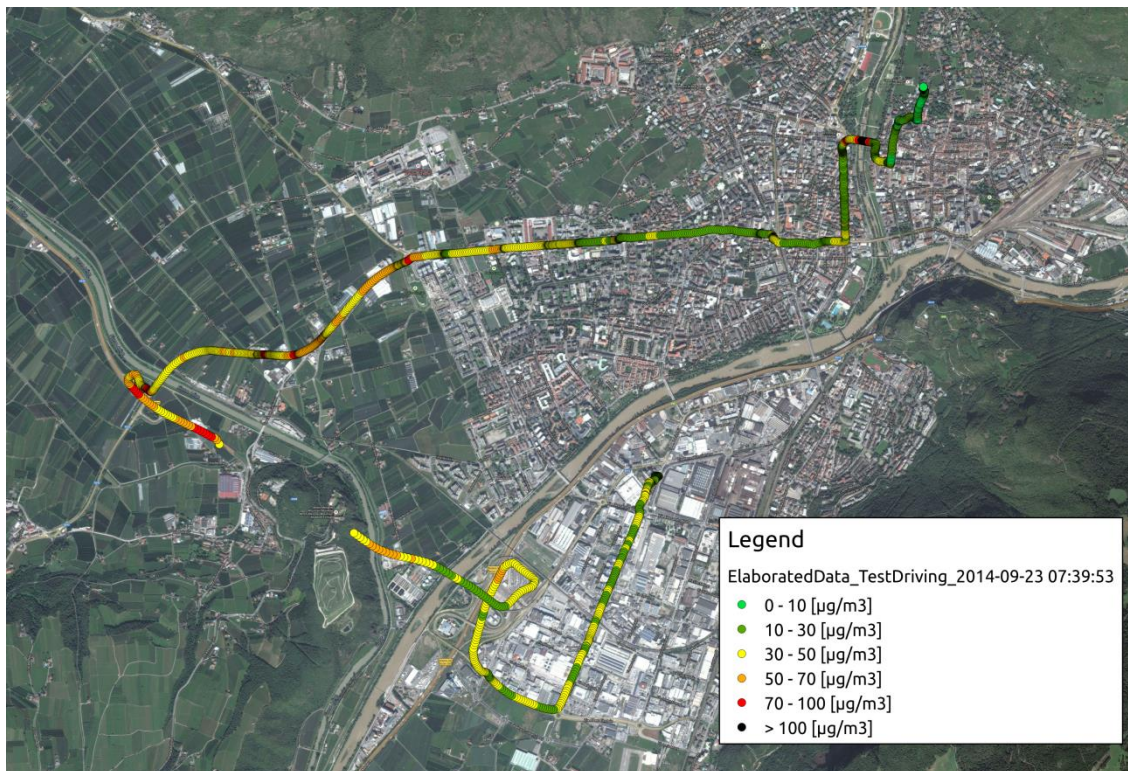 Legend
ElaboratedData_TestDriving_2014-09-23 07:39:53
0 - 10 [µg/m3]
10 - 30 [µg/m3]
30 - 50 [µg/m3]
50 - 70 [µg/m3]
70 - 100 [µg/m3]
> 100 [µg/m3]